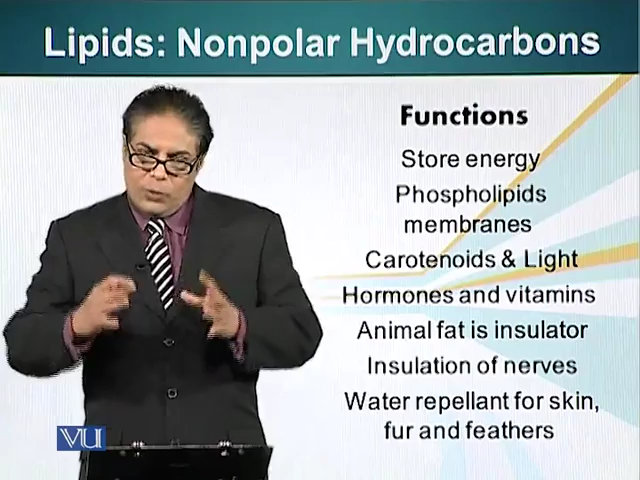 Lipids: Nonpolar Hydrocarbons
Functions
Store energy
Phospholipids
membranes
Carotenoids & Light
Hormones and vitamins
Animal fat is insulator
Insulation of nerves
Water repellant for skin,
fur and feathers
VU